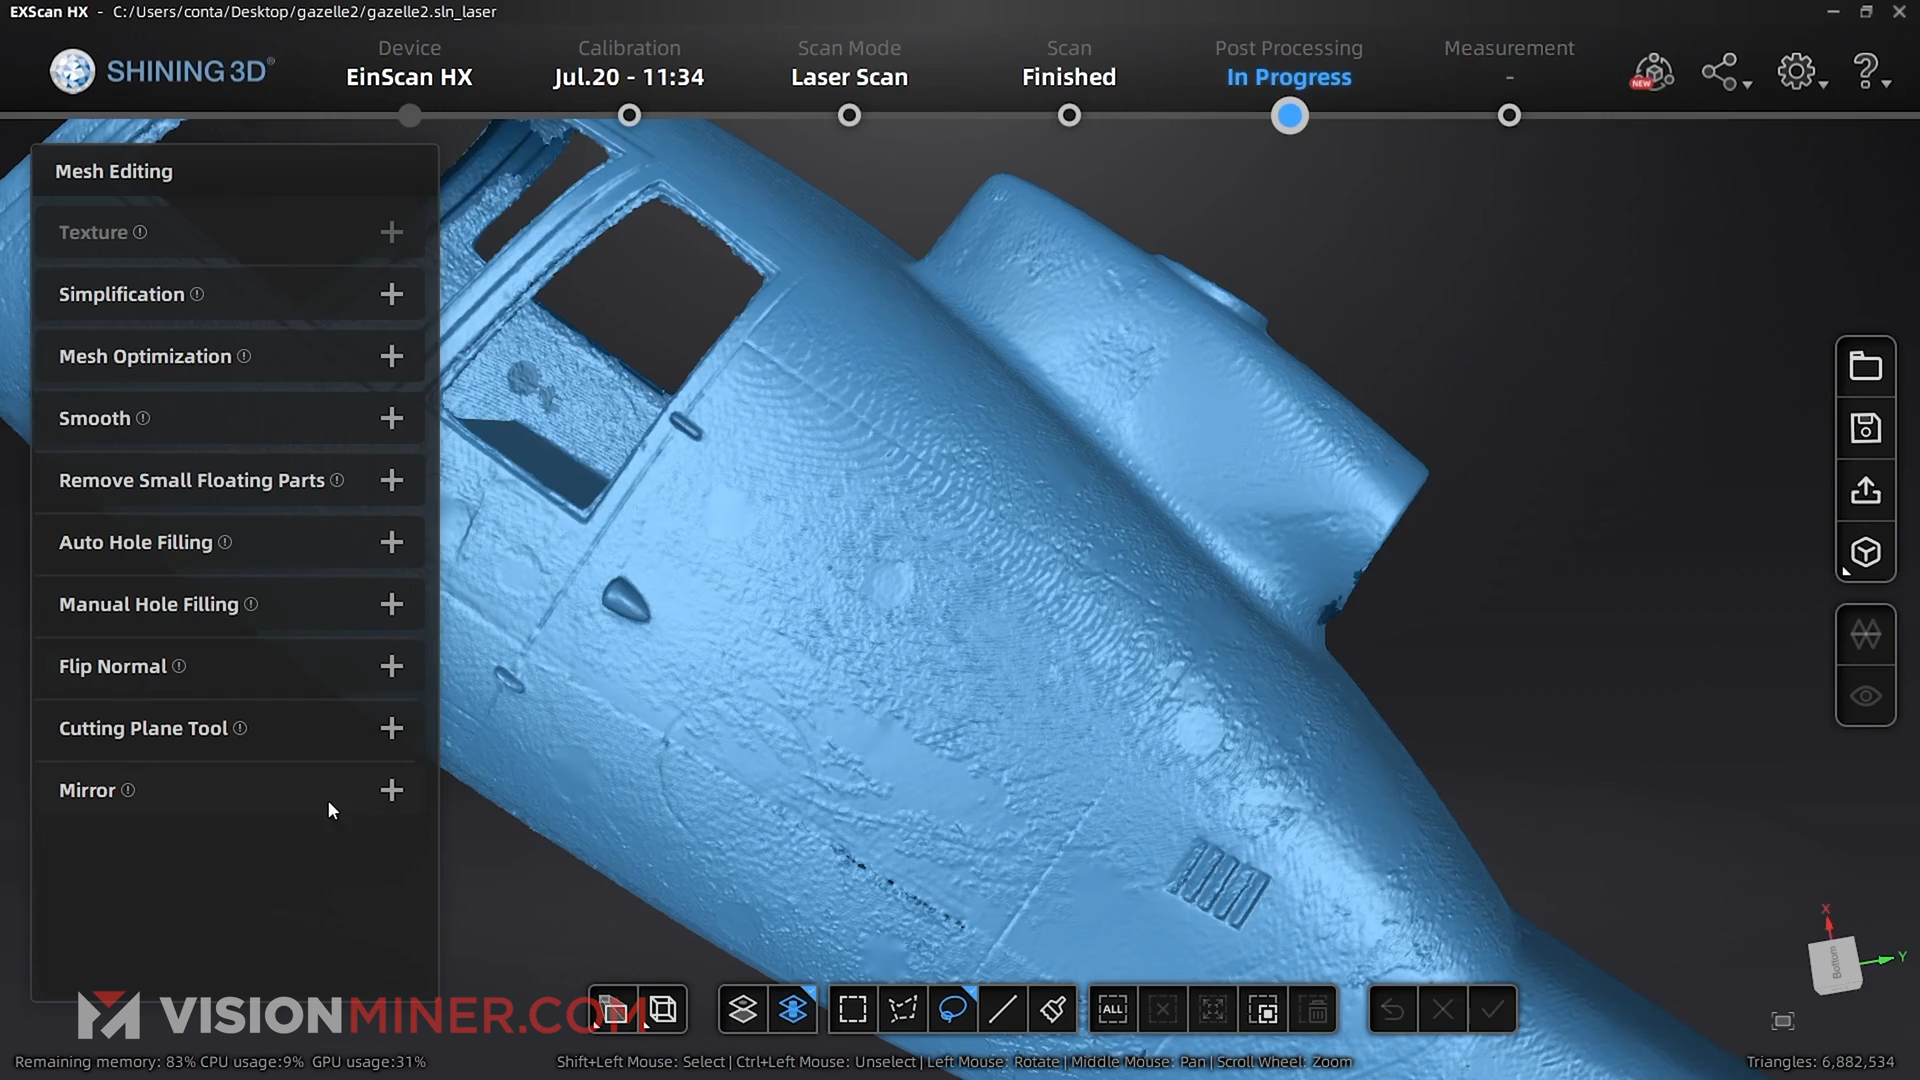 EXScan HX - C:/Users/conta/Desktop/gazelle2/gazelle2.sln_laser
SHINING 3D®
Device
EinScan HX
Calibration
Jul.20 - 11:34
Scan Mode
Laser Scan
Scan
Finished
Post Processing
In Progress
Measurement
-
NEW
Mesh Editing
Texture
Simplification
Mesh Optimization
Smooth
Remove Small Floating Parts
Auto Hole Filling
Manual Hole Filling
Flip Normal
Cutting Plane Tool
Mirror
X
Y
Bottom
VISIONMINER.COM
ALL
Remaining memory: 83% CPU usage:9% GPU usage:31%
Shift+Left Mouse: Select | Ctrl+Left Mouse: Unselect | Left Mouse: Rotate | Middle Mouse: Pan | Scroll Wheel: Zoom
Triangles: 6,882,534